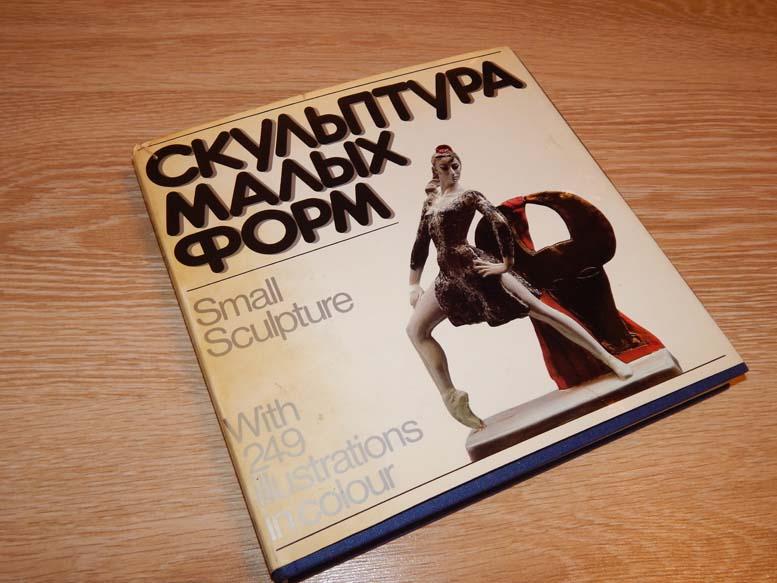 СКУЛЬПТУРА
МАЛЫХ
ФОРМ
Small
Sculpture
With
249
illustrations
in colour